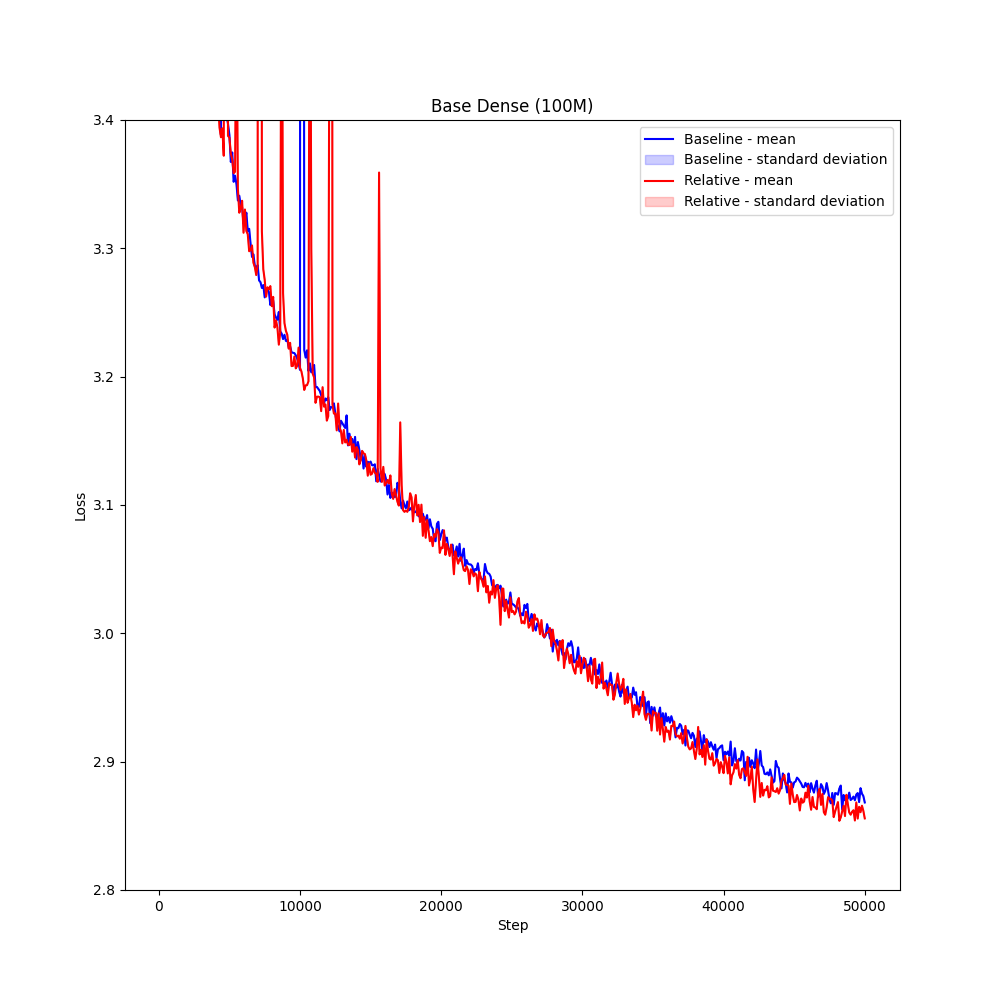 Base Dense (100M)
3.4
3.3
3.2
3.1
3.0
2.9
2.8
Loss
Baseline - mean
Baseline - standard deviation
Relative - mean
Relative - standard deviation
0 10000 20000 30000 40000 50000
Step